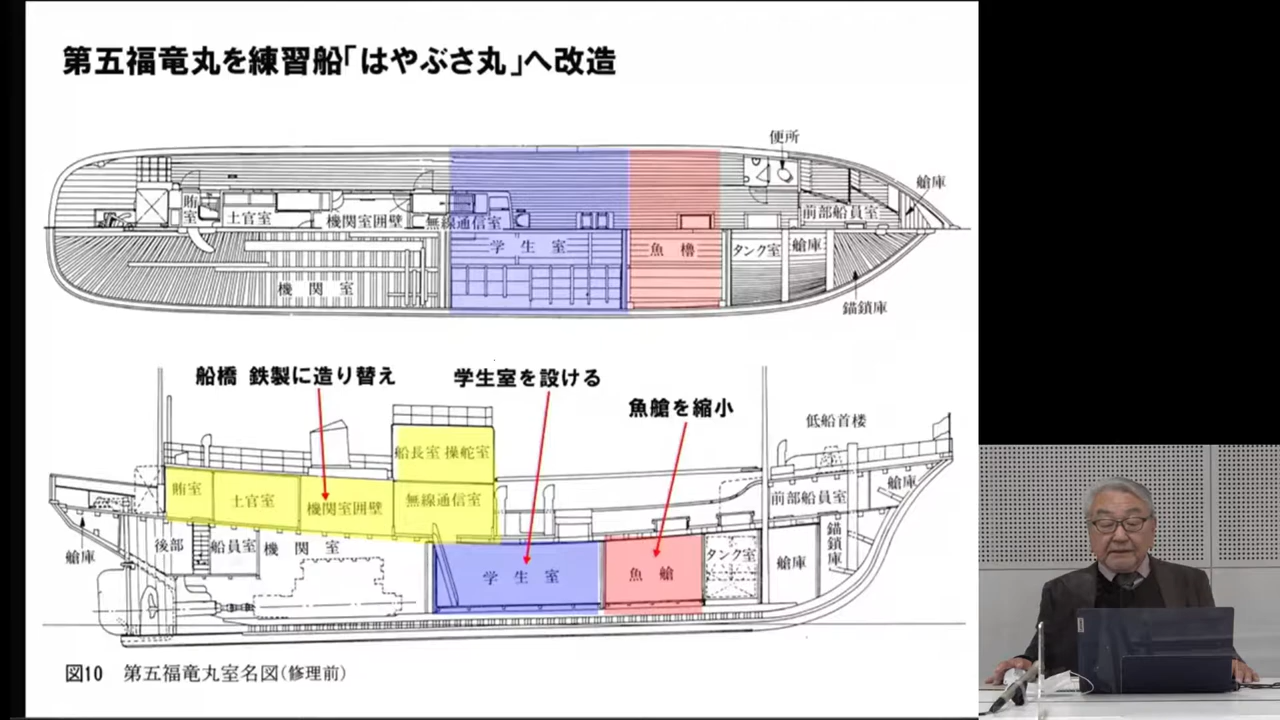 第五福竜丸を練習船「はやぶさ丸」へ改造
便所
艙庫
賄室
士官室
機関室囲壁
無線通信室
前部船員室
学生室
魚艪
タンク室
艙庫
機関室
錨鎖庫
船橋 鉄製に造り替え
学生室を設ける
魚艙を縮小
低船首楼
船長室 操舵室
賄室
士官室
機関室囲壁
無線通信室
前部船員室
艙庫
艙庫
後部
船員室
機関室
学生室
魚艙
タンク室
艙庫
錨鎖庫
図10 第五福竜丸室名図(修理前)